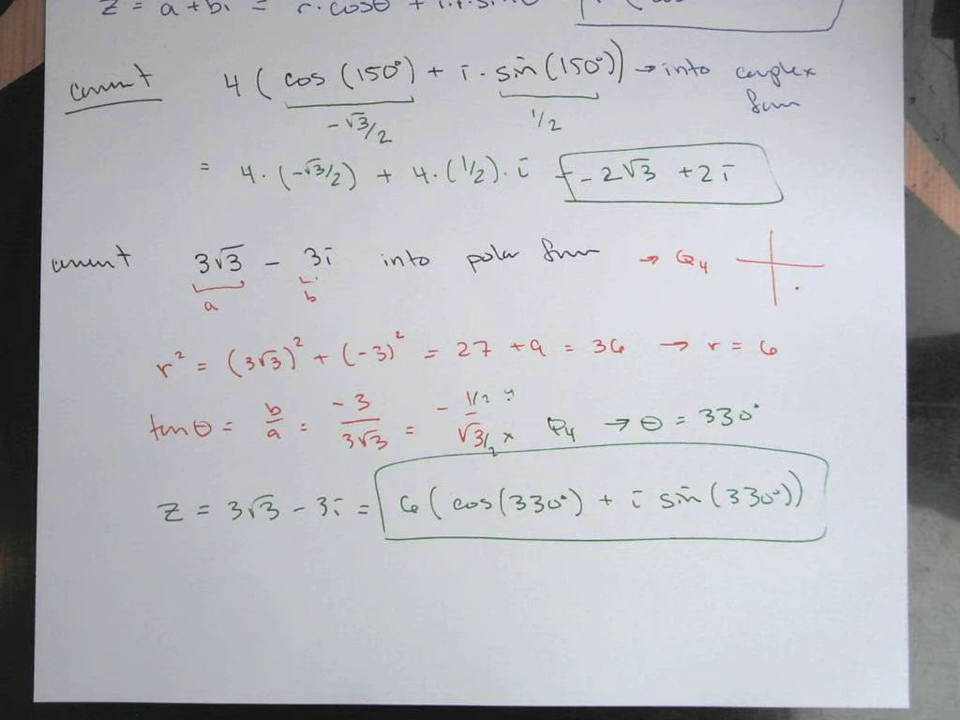 z = a + bi = r·cosθ + i·r·sinθ
convert 4 ( cos (150°) + i · sin (150°) ) → into complex form
-√3/2 1/2
= 4 · (-√3/2) + 4 · (1/2) · i = -2√3 + 2i
convert 3√3 - 3i into polar form → Q4
a b
r² = (3√3)² + (-3)² = 27 + 9 = 36 → r = 6
tan θ = b/a = -3/3√3 = - 1/2 y / √3/2 x Q4 → θ = 330°
z = 3√3 - 3i = 6 ( cos(330°) + i sin (330°) )